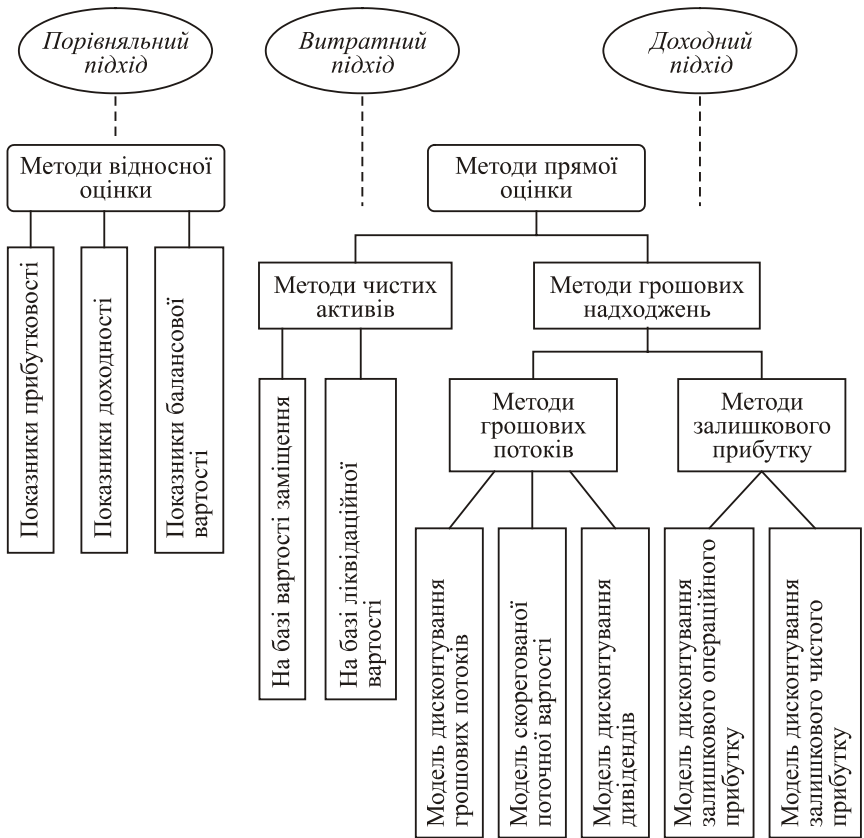 Порівняльний
підхід
Витратний
підхід
Доходний
підхід
Методи відносної
оцінки
Методи прямої
оцінки
Показники прибутковості
Показники доходності
Показники балансової
вартості
Методи чистих
активів
Методи грошових
надходжень
На базі вартості заміщення
На базі ліквідаційної
вартості
Методи
грошових
потоків
Методи
залишкового
прибутку
Модель дисконтування
грошових потоків
Модель скорегованої
поточної вартості
Модель дисконтування
дивідендів
Модель дисконтування
залишкового операційного
прибутку
Модель дисконтування
залишкового чистого
прибутку